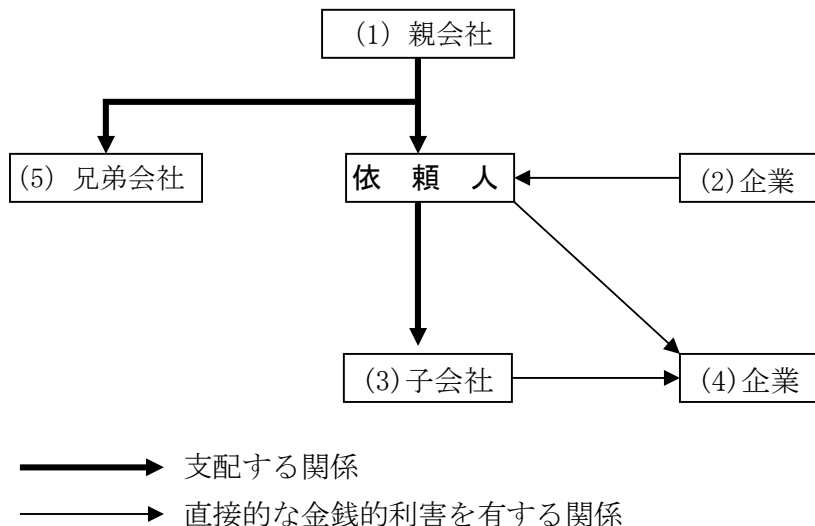 (1) 親会社
(5) 兄弟会社
依 頼 人
(2)企業
(3)子会社
(4)企業
支配する関係
直接的な金銭的利害を有する関係